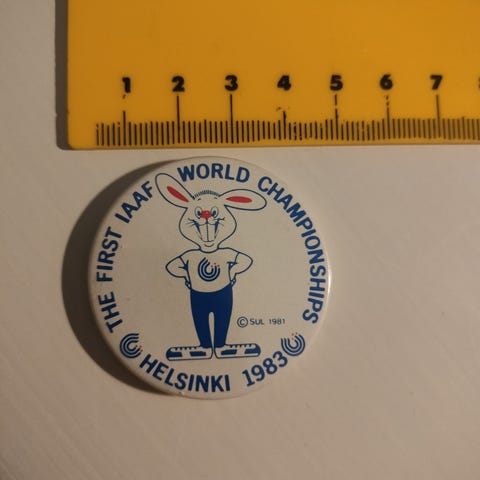 1 2 3 4 5 6 7
THE FIRST IAAF WORLD CHAMPIONSHIPS
© SUL 1981
HELSINKI 1983